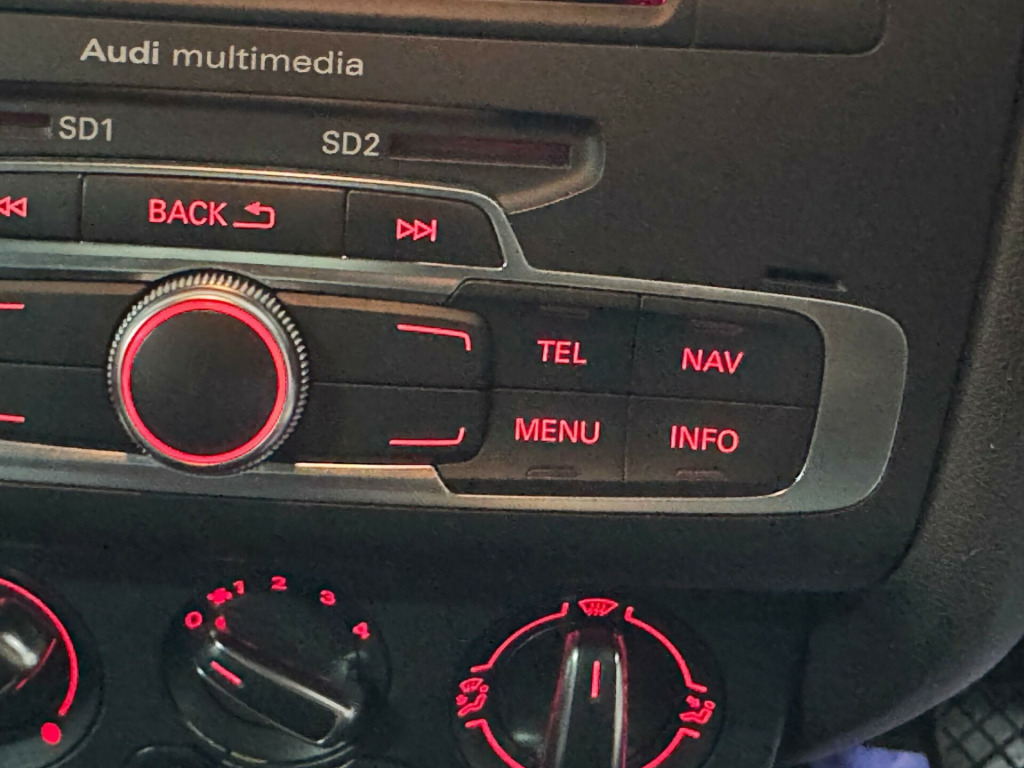 Audi multimedia
SD1 SD2
BACK
TEL NAV
MENU INFO
0 1 2 3 4